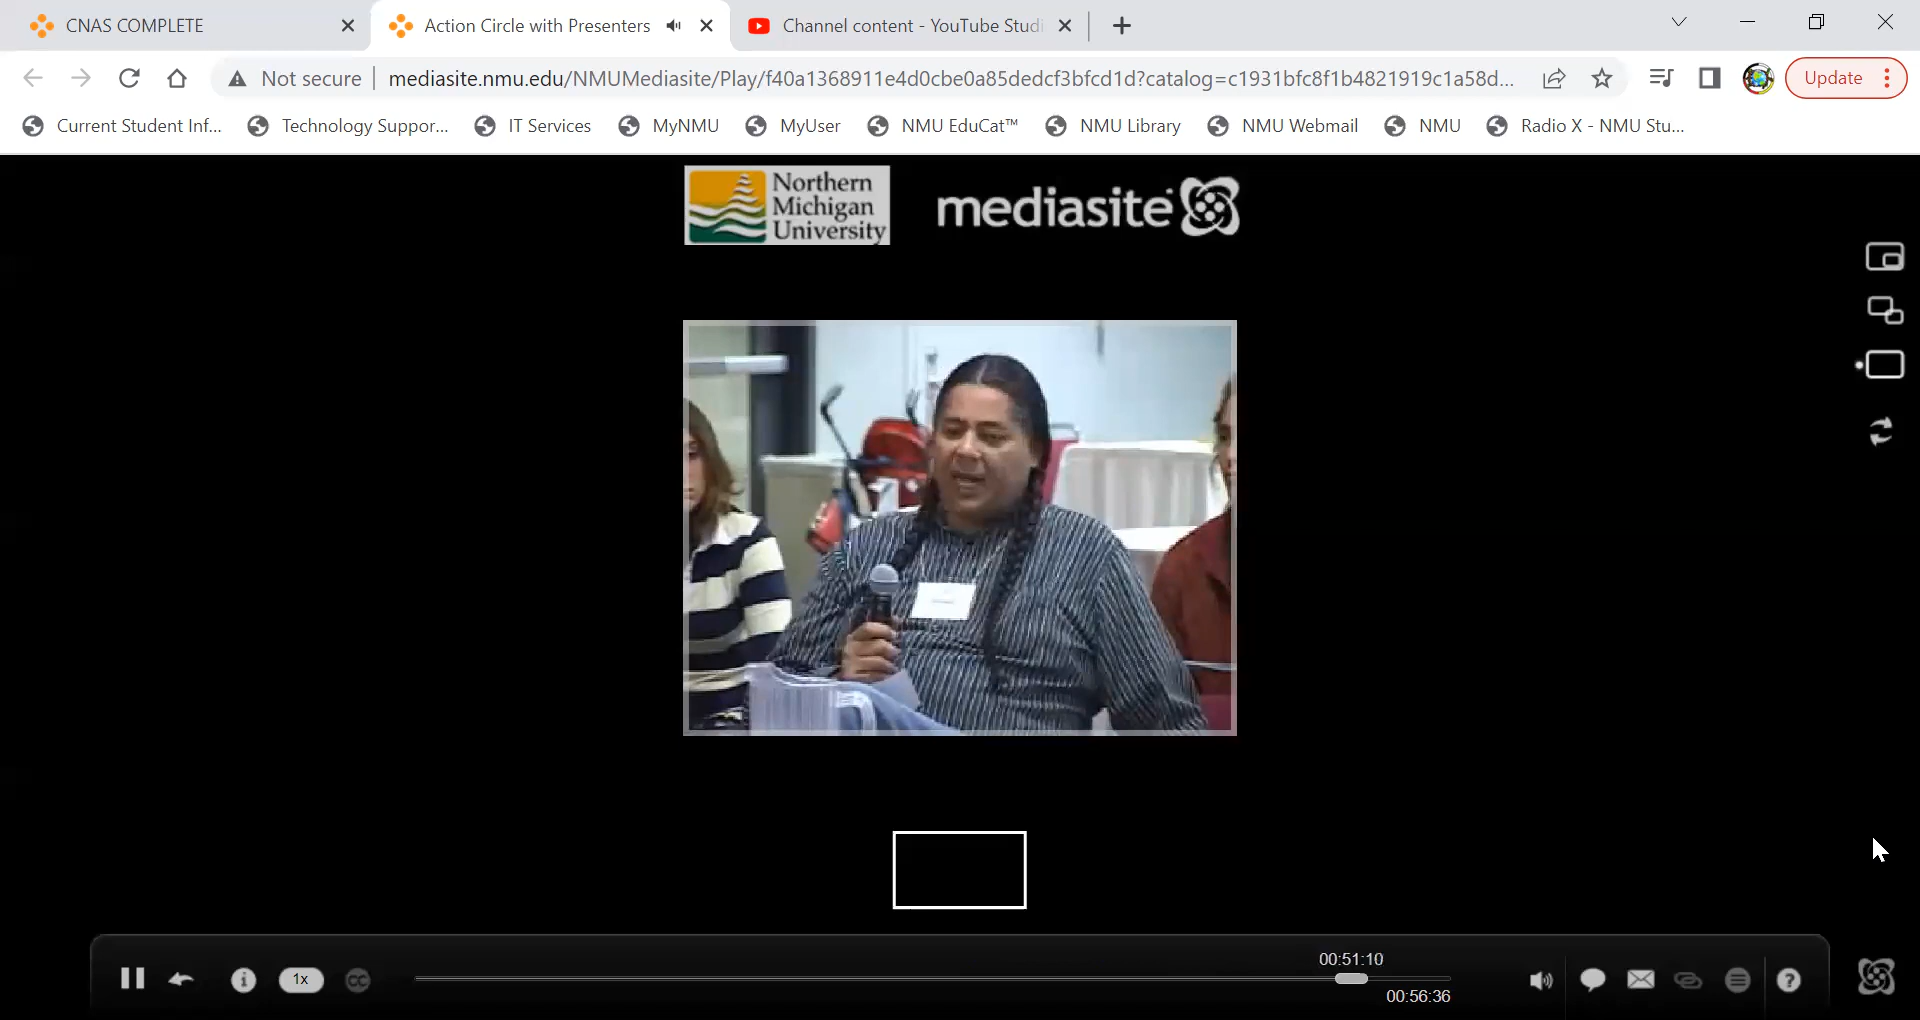 CNAS COMPLETE
Action Circle with Presenters
Channel content - YouTube Studi
Not secure
mediasite.nmu.edu/NMUMediasite/Play/f40a1368911e4d0cbe0a85dedcf3bfcd1d?catalog=c1931bfc8f1b4821919c1a58d...
Update
Current Student Inf...
Technology Suppor...
IT Services
MyNMU
MyUser
NMU EduCat™
NMU Library
NMU Webmail
NMU
Radio X - NMU Stu...
Northern
Michigan
University
mediasite
00:51:10
1x
CC
00:56:36